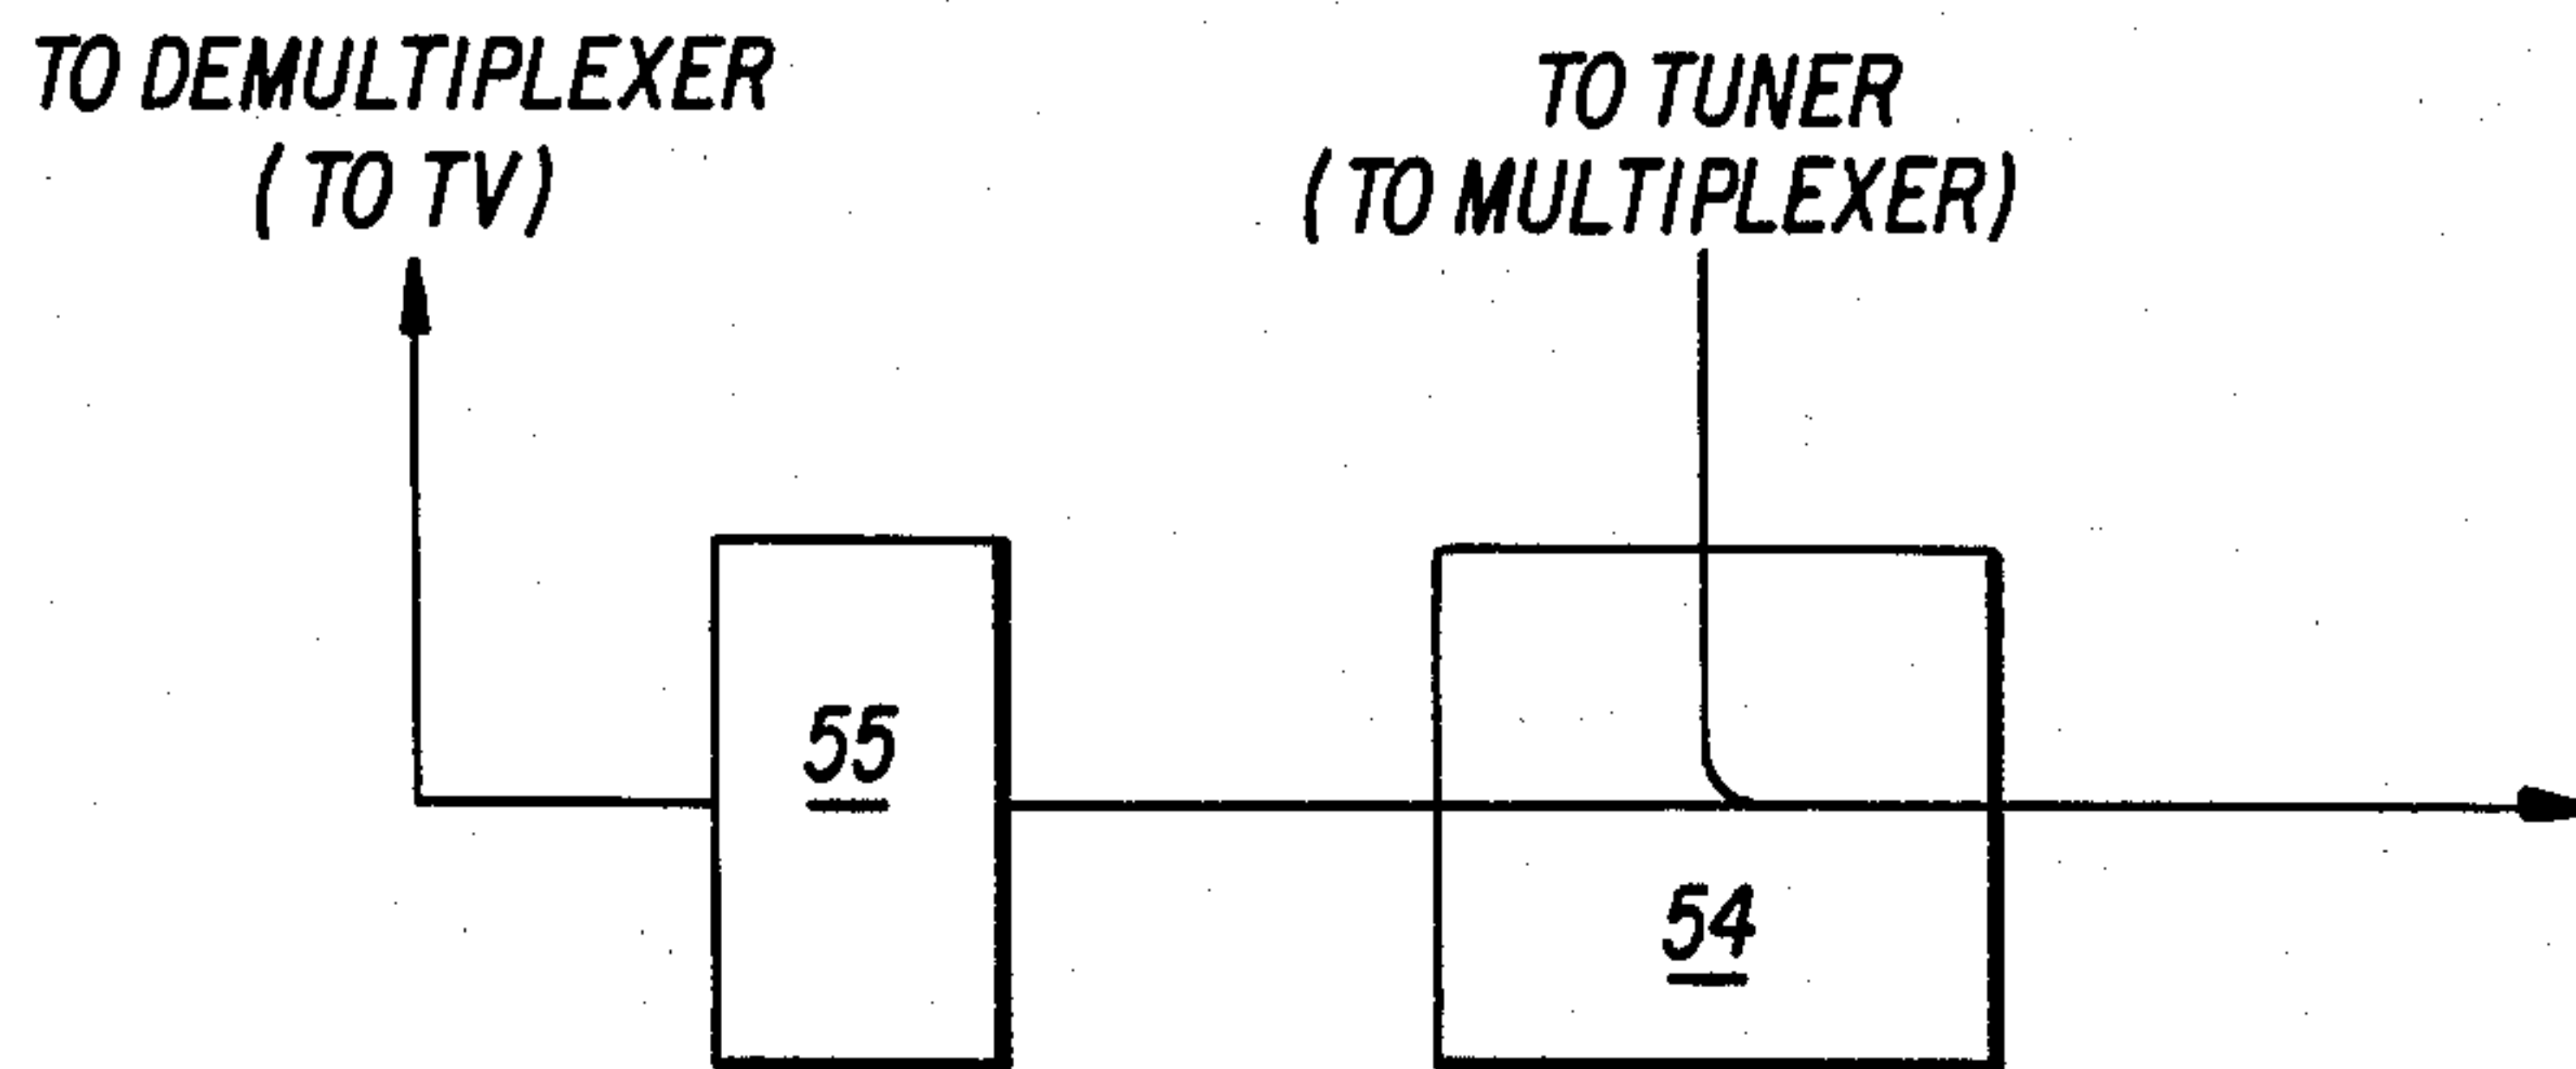 TO DEMULTIPLEXER
(TO TV)
TO TUNER
(TO MULTIPLEXER)
55
54